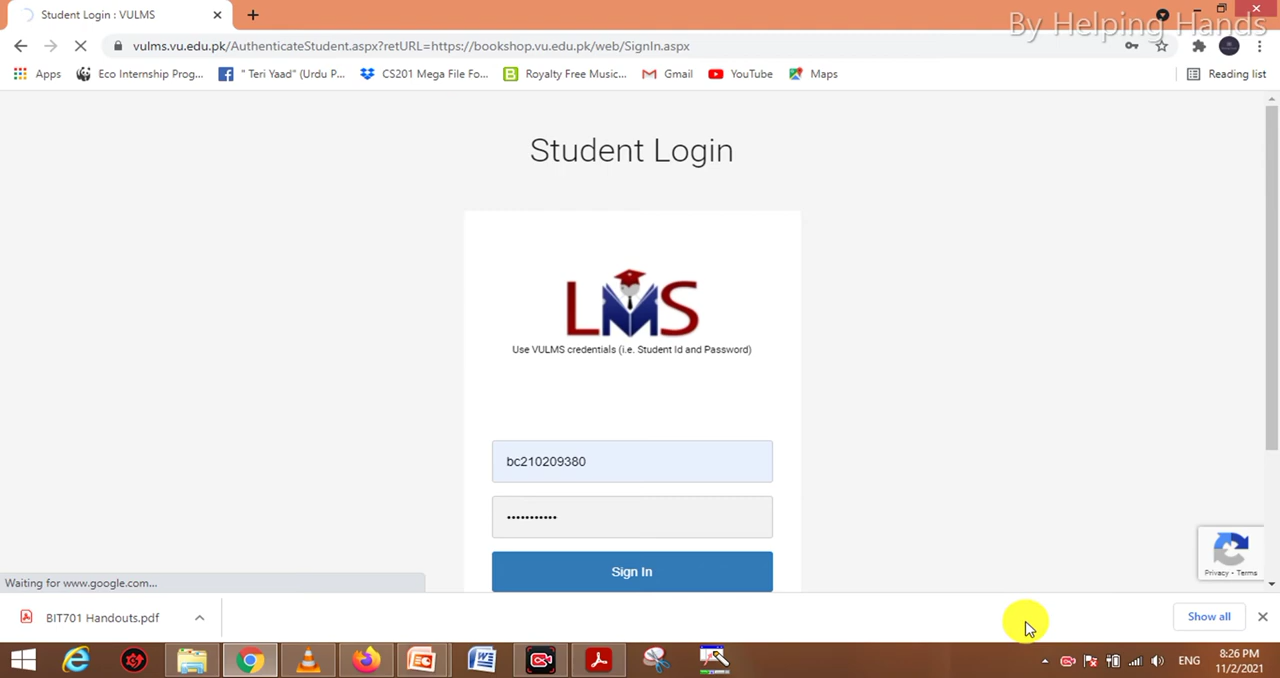 Student Login : VULMS
By Helping Hands
vulms.vu.edu.pk/AuthenticateStudent.aspx?retURL=https://bookshop.vu.edu.pk/web/SignIn.aspx
Apps
Eco Internship Prog...
" Teri Yaad" (Urdu P...
CS201 Mega File Fo...
Royalty Free Music...
Gmail
YouTube
Maps
Reading list
Student Login
LMS
Use VULMS credentials (i.e. Student Id and Password)
bc210209380
•••••••••••
Sign In
Privacy - Terms
Waiting for www.google.com...
BIT701 Handouts.pdf
Show all
ENG
8:26 PM
11/2/2021